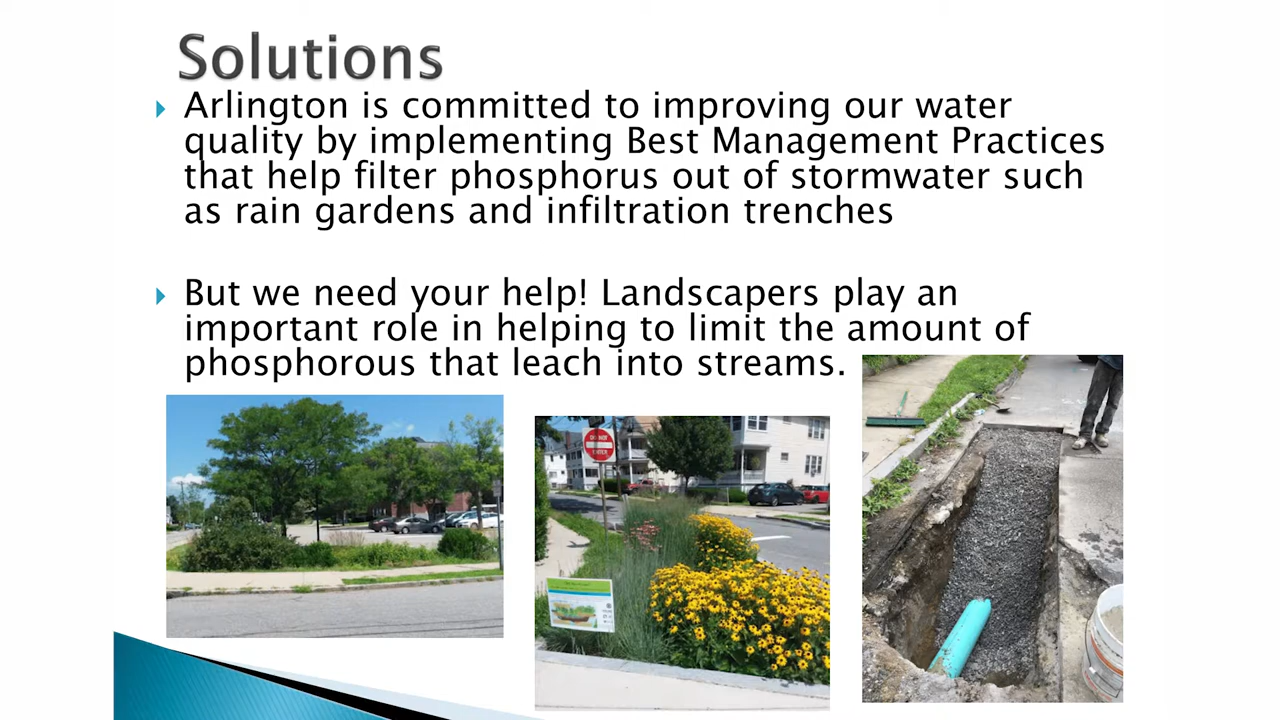 Solutions
Arlington is committed to improving our water
quality by implementing Best Management Practices
that help filter phosphorus out of stormwater such
as rain gardens and infiltration trenches
But we need your help! Landscapers play an
important role in helping to limit the amount of
phosphorous that leach into streams.
DO NOT
ENTER